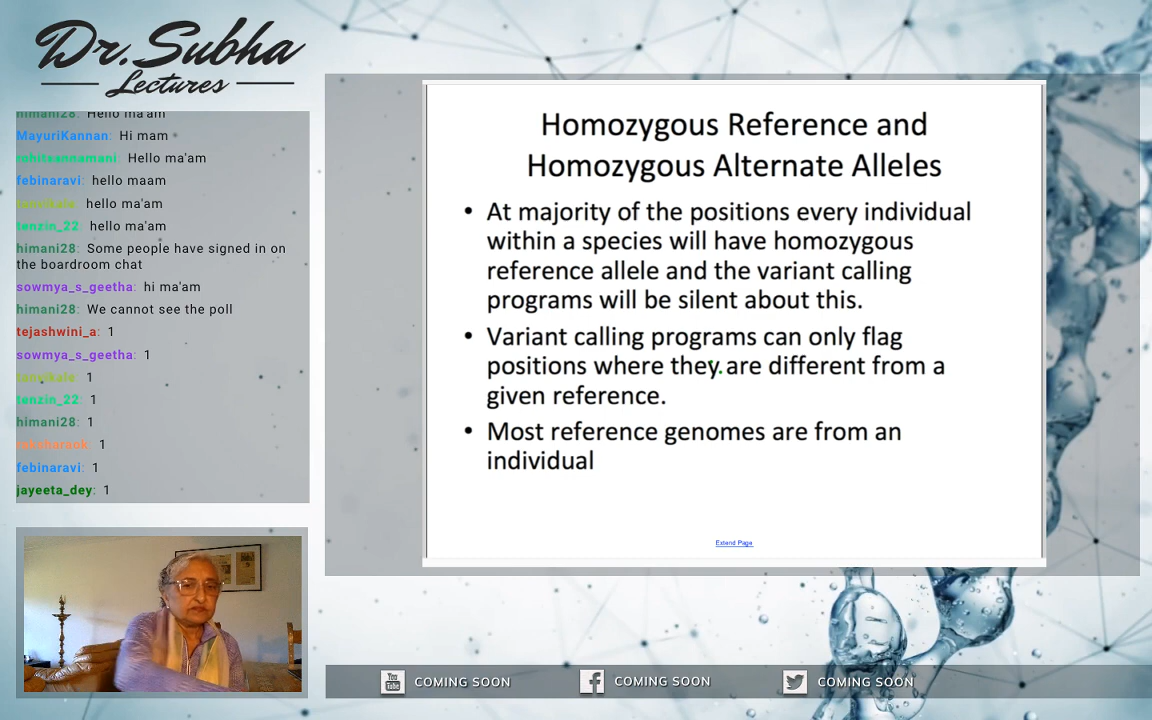 Dr. Subha
Lectures
himani28: Hello ma'am
MayuriKannan: Hi mam
rohitaannamani: Hello ma'am
febinaravi: hello maam
hello ma'am
tenzin_22: hello ma'am
himani28: Some people have signed in on
the boardroom chat
sowmya_s_geetha: hi ma'am
himani28: We cannot see the poll
tejashwini_a: 1
sowmya_s_geetha: 1
1
tenzin_22: 1
himani28: 1
1
febinaravi: 1
jayeeta_dey: 1
Homozygous Reference and
Homozygous Alternate Alleles
• At majority of the positions every individual
within a species will have homozygous
reference allele and the variant calling
programs will be silent about this.
• Variant calling programs can only flag
positions where they are different from a
given reference.
• Most reference genomes are from an
individual
Extend Page
You Tube COMING SOON
f COMING SOON
COMING SOON